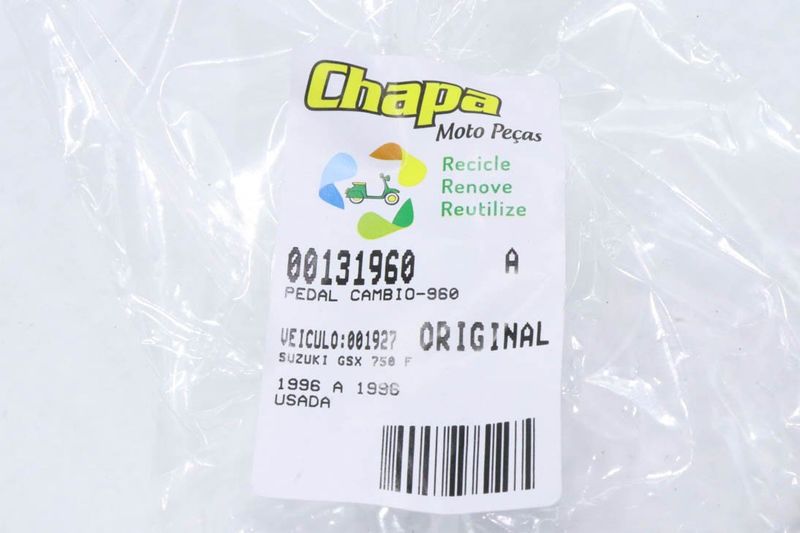 Chapa
Moto Peças
Recicle
Renove
Reutilize
00131960 A
PEDAL CAMBIO-960
VEICULO:001927 ORIGINAL
SUZUKI GSX 750 F
1996 A 1996
USADA